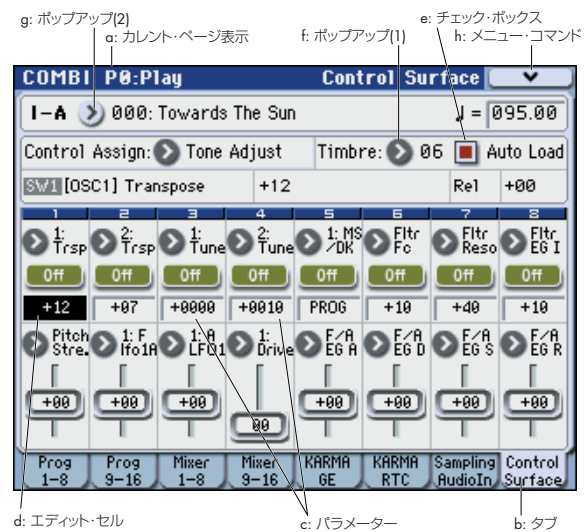 g: ポップアップ(2)
a: カレント・ページ表示
e: チェック・ボックス
f: ポップアップ(1)
h: メニュー・コマンド
COMBI P0:Play Control Surface
I-A 000: Towards The Sun ♩ = 095.00
Control Assign: Tone Adjust Timbre: 06 Auto Load
SW1 [OSC1] Transpose +12 Rel +00
1 2 3 4 5 6 7 8
1: Trsp 2: Trsp 1: Tune 2: Tune 1: MS /DK Fltr Fc Fltr Reso Fltr EG I
Off Off Off Off Off Off Off Off
+12 +07 +0000 +0010 PROG +10 +40 +10
Pitch Stre. 1: F lfo1A 1: A LFO1 1: Drive F/A EG A F/A EG D F/A EG S F/A EG R
+00 +00 +00 00 +00 +00 +00 +00
Prog 1-8 Prog 9-16 Mixer 1-8 Mixer 9-16 KARMA GE KARMA RTC Sampling AudioIn Control Surface
d: エディット・セル
c: パラメーター
b: タブ